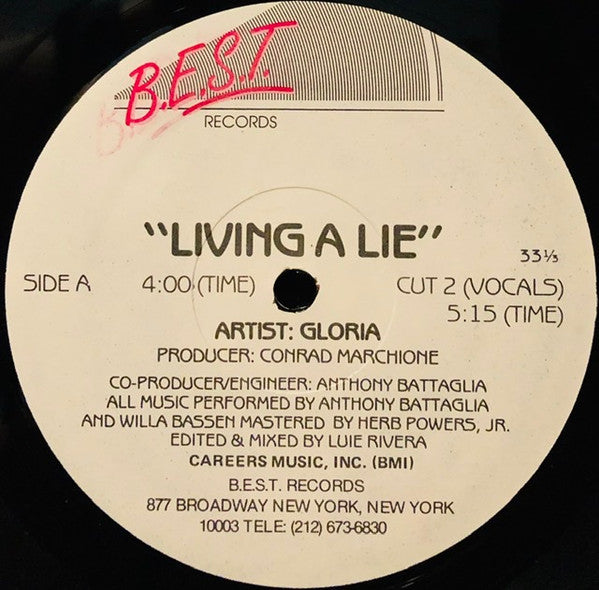 B.E.S.T.
RECORDS
"LIVING A LIE"
33⅓
SIDE A 4:00 (TIME) CUT 2 (VOCALS)
5:15 (TIME)
ARTIST: GLORIA
PRODUCER: CONRAD MARCHIONE
CO-PRODUCER/ENGINEER: ANTHONY BATTAGLIA
ALL MUSIC PERFORMED BY ANTHONY BATTAGLIA
AND WILLA BASSEN MASTERED BY HERB POWERS, JR.
EDITED & MIXED BY LUIE RIVERA
CAREERS MUSIC, INC. (BMI)
B.E.S.T. RECORDS
877 BROADWAY NEW YORK, NEW YORK
10003 TELE: (212) 673-6830